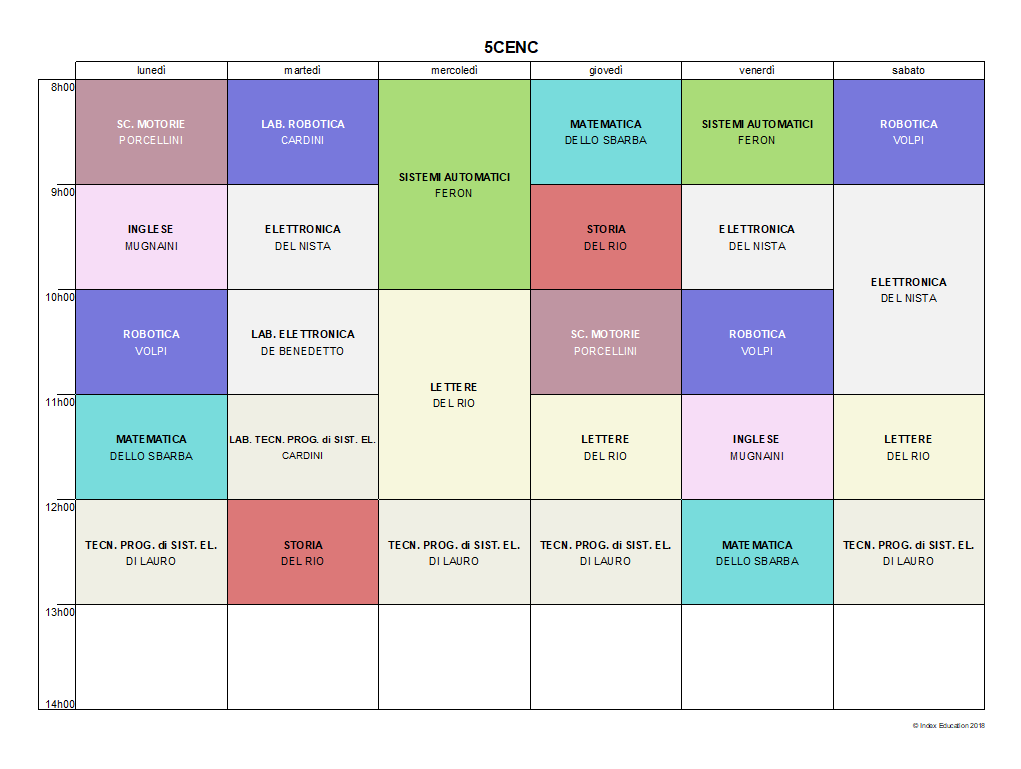 5CENC
lunedì
martedì
mercoledì
giovedì
venerdì
sabato
8h00
SC. MOTORIE
PORCELLINI
LAB. ROBOTICA
CARDINI
SISTEMI AUTOMATICI
FERON
MATEMATICA
DELLO SBARBA
SISTEMI AUTOMATICI
FERON
ROBOTICA
VOLPI
9h00
INGLESE
MUGNAINI
ELETTRONICA
DEL NISTA
STORIA
DEL RIO
ELETTRONICA
DEL NISTA
ELETTRONICA
DEL NISTA
10h00
ROBOTICA
VOLPI
LAB. ELETTRONICA
DE BENEDETTO
LETTERE
DEL RIO
SC. MOTORIE
PORCELLINI
ROBOTICA
VOLPI
11h00
MATEMATICA
DELLO SBARBA
LAB. TECN. PROG. di SIST. EL.
CARDINI
LETTERE
DEL RIO
INGLESE
MUGNAINI
LETTERE
DEL RIO
12h00
TECN. PROG. di SIST. EL.
DI LAURO
STORIA
DEL RIO
TECN. PROG. di SIST. EL.
DI LAURO
TECN. PROG. di SIST. EL.
DI LAURO
MATEMATICA
DELLO SBARBA
TECN. PROG. di SIST. EL.
DI LAURO
13h00
14h00
© Index Education 2018